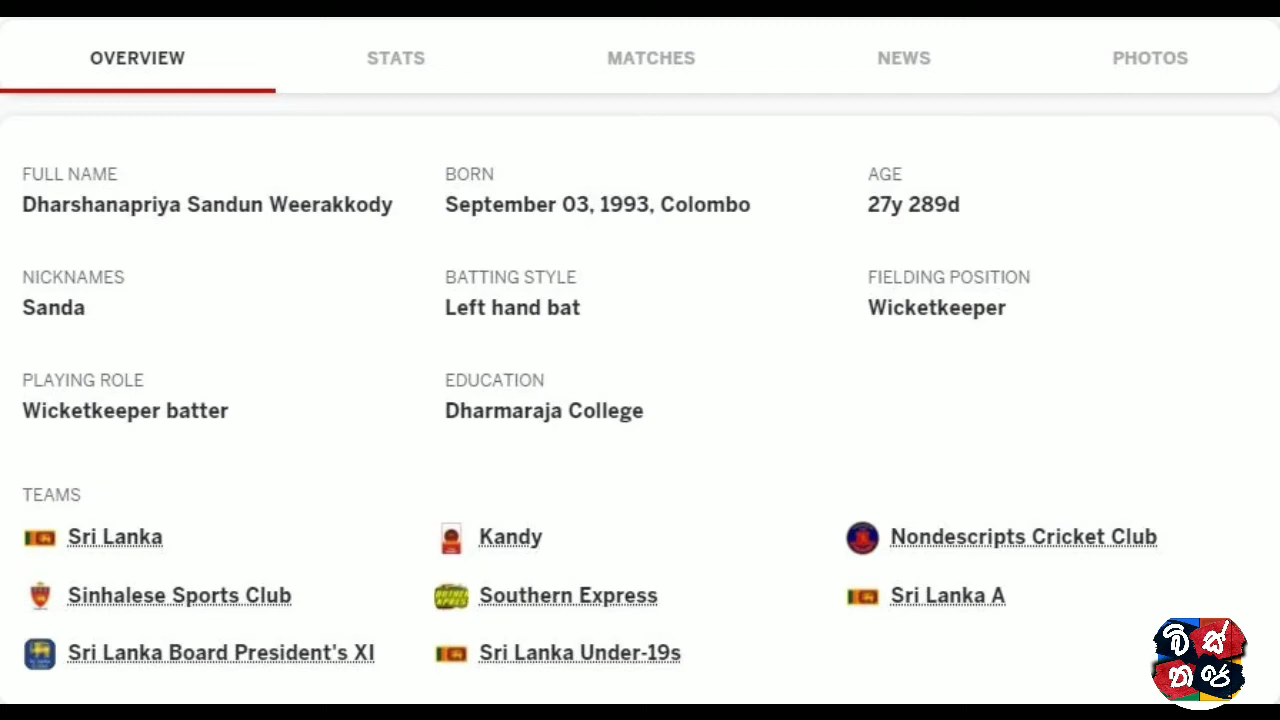 OVERVIEW STATS MATCHES NEWS PHOTOS
FULL NAME BORN AGE
Dharshanapriya Sandun Weerakkody September 03, 1993, Colombo 27y 289d
NICKNAMES BATTING STYLE FIELDING POSITION
Sanda Left hand bat Wicketkeeper
PLAYING ROLE EDUCATION
Wicketkeeper batter Dharmaraja College
TEAMS
Sri Lanka Kandy Nondescripts Cricket Club
Sinhalese Sports Club Southern Express Sri Lanka A
Sri Lanka Board President's XI Sri Lanka Under-19s